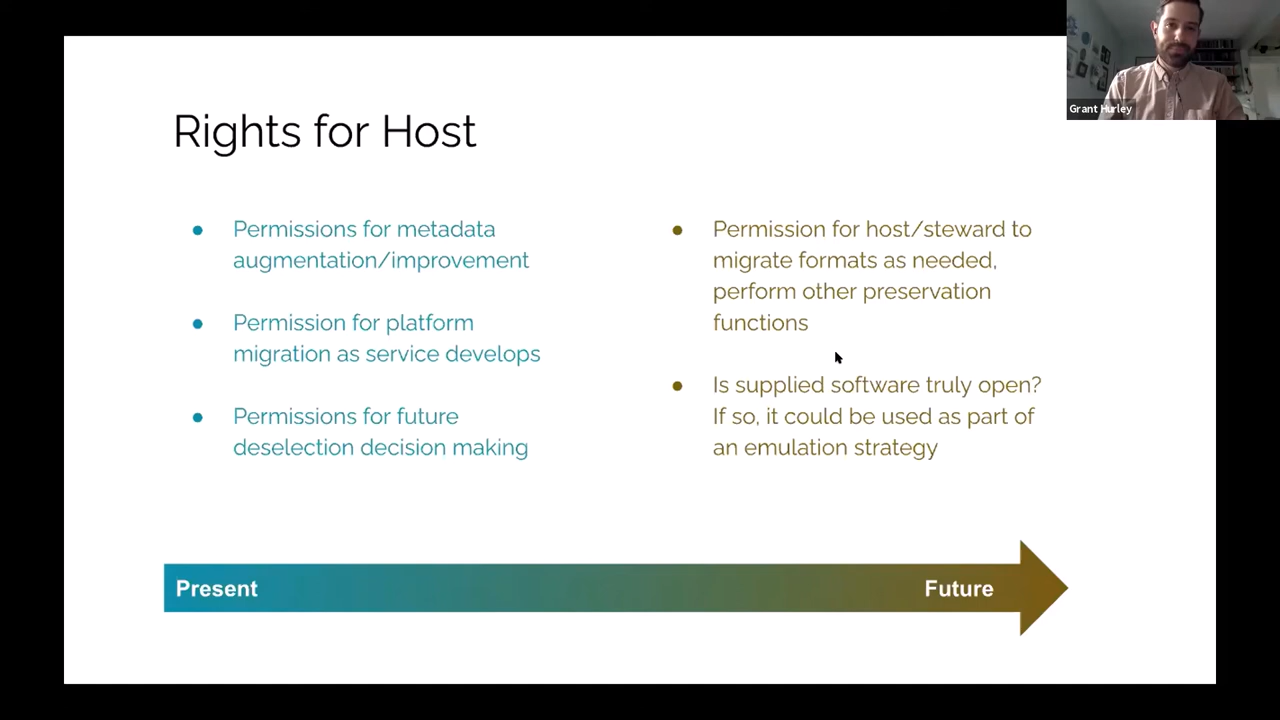 Grant Hurley
Rights for Host
Permissions for metadata
augmentation/improvement
Permission for platform
migration as service develops
Permissions for future
deselection decision making
Permission for host/steward to
migrate formats as needed,
perform other preservation
functions
Is supplied software truly open?
If so, it could be used as part of
an emulation strategy
Present
Future